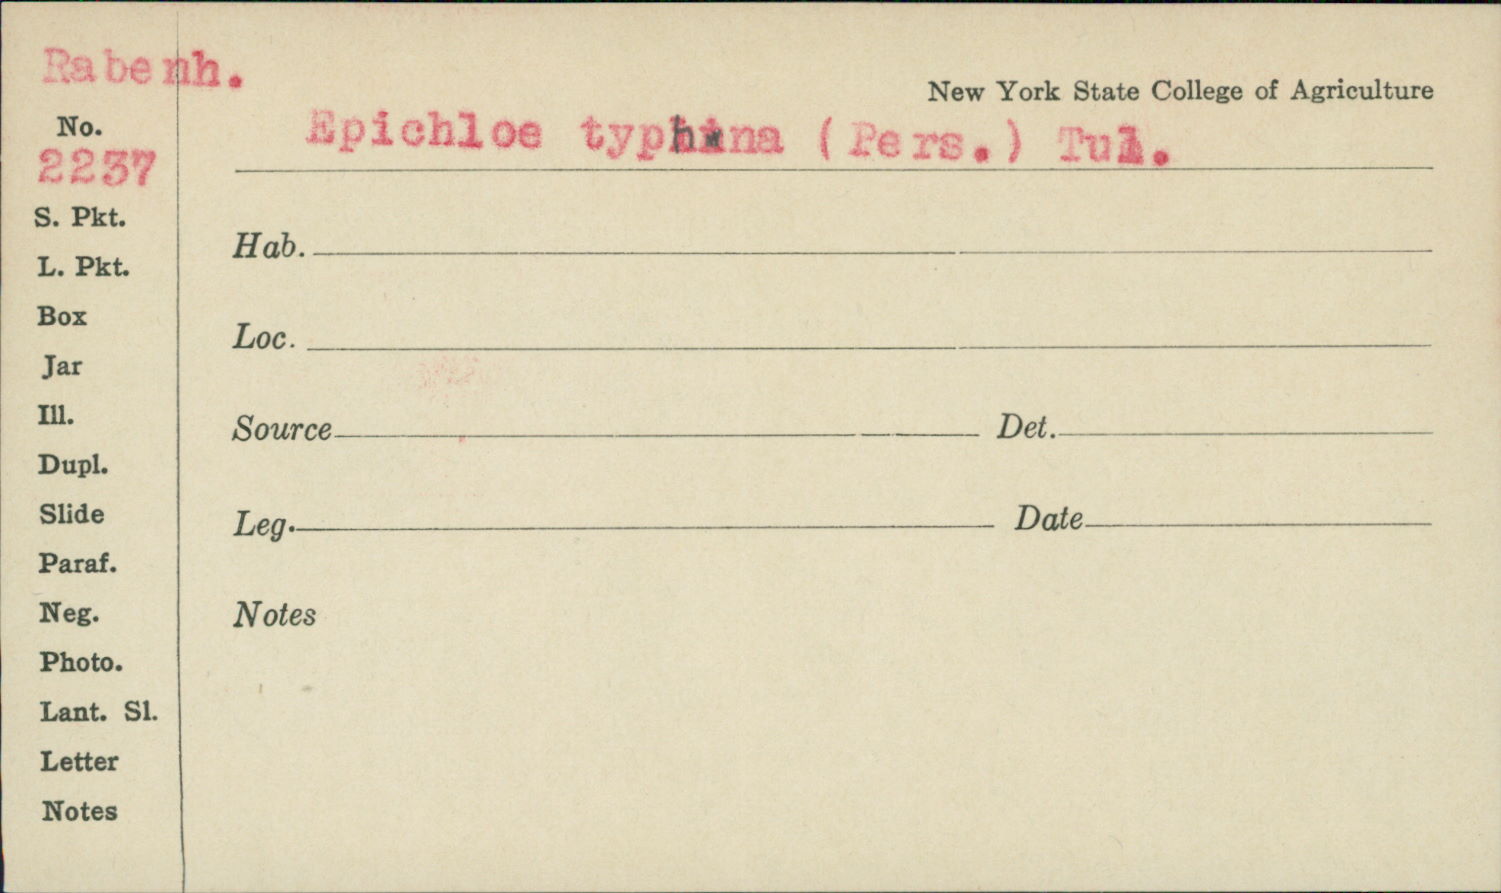 Rabenh.
New York State College of Agriculture
No.
2237
Epichloe typhina (Pers.) Tul.
S. Pkt.
L. Pkt.
Box
Jar
Ill.
Dupl.
Slide
Paraf.
Neg.
Photo.
Lant. Sl.
Letter
Notes
Hab.
Loc.
Source Det.
Leg. Date
Notes